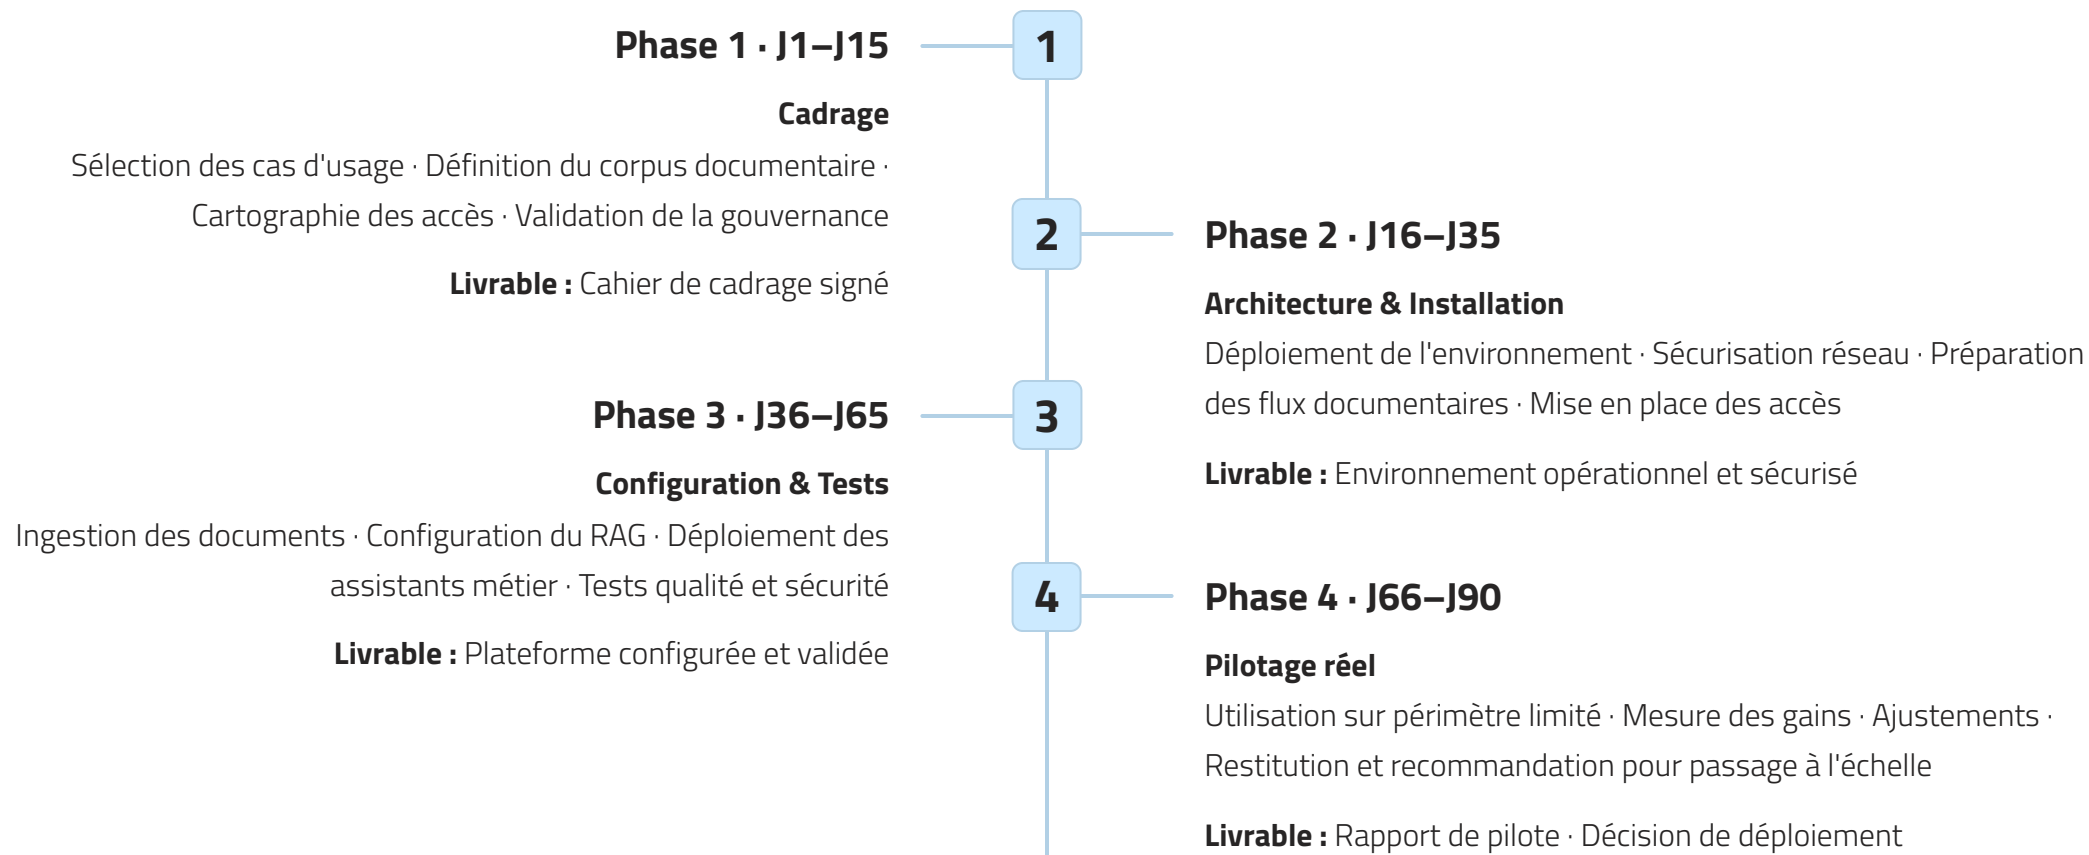 Phase 1 · J1–J15
1
Cadrage
Sélection des cas d'usage · Définition du corpus documentaire ·
Cartographie des accès · Validation de la gouvernance
Livrable : Cahier de cadrage signé
2
Phase 2 · J16–J35
Architecture & Installation
Déploiement de l'environnement · Sécurisation réseau · Préparation
des flux documentaires · Mise en place des accès
Livrable : Environnement opérationnel et sécurisé
Phase 3 · J36–J65
3
Configuration & Tests
Ingestion des documents · Configuration du RAG · Déploiement des
assistants métier · Tests qualité et sécurité
Livrable : Plateforme configurée et validée
4
Phase 4 · J66–J90
Pilotage réel
Utilisation sur périmètre limité · Mesure des gains · Ajustements ·
Restitution et recommandation pour passage à l'échelle
Livrable : Rapport de pilote · Décision de déploiement